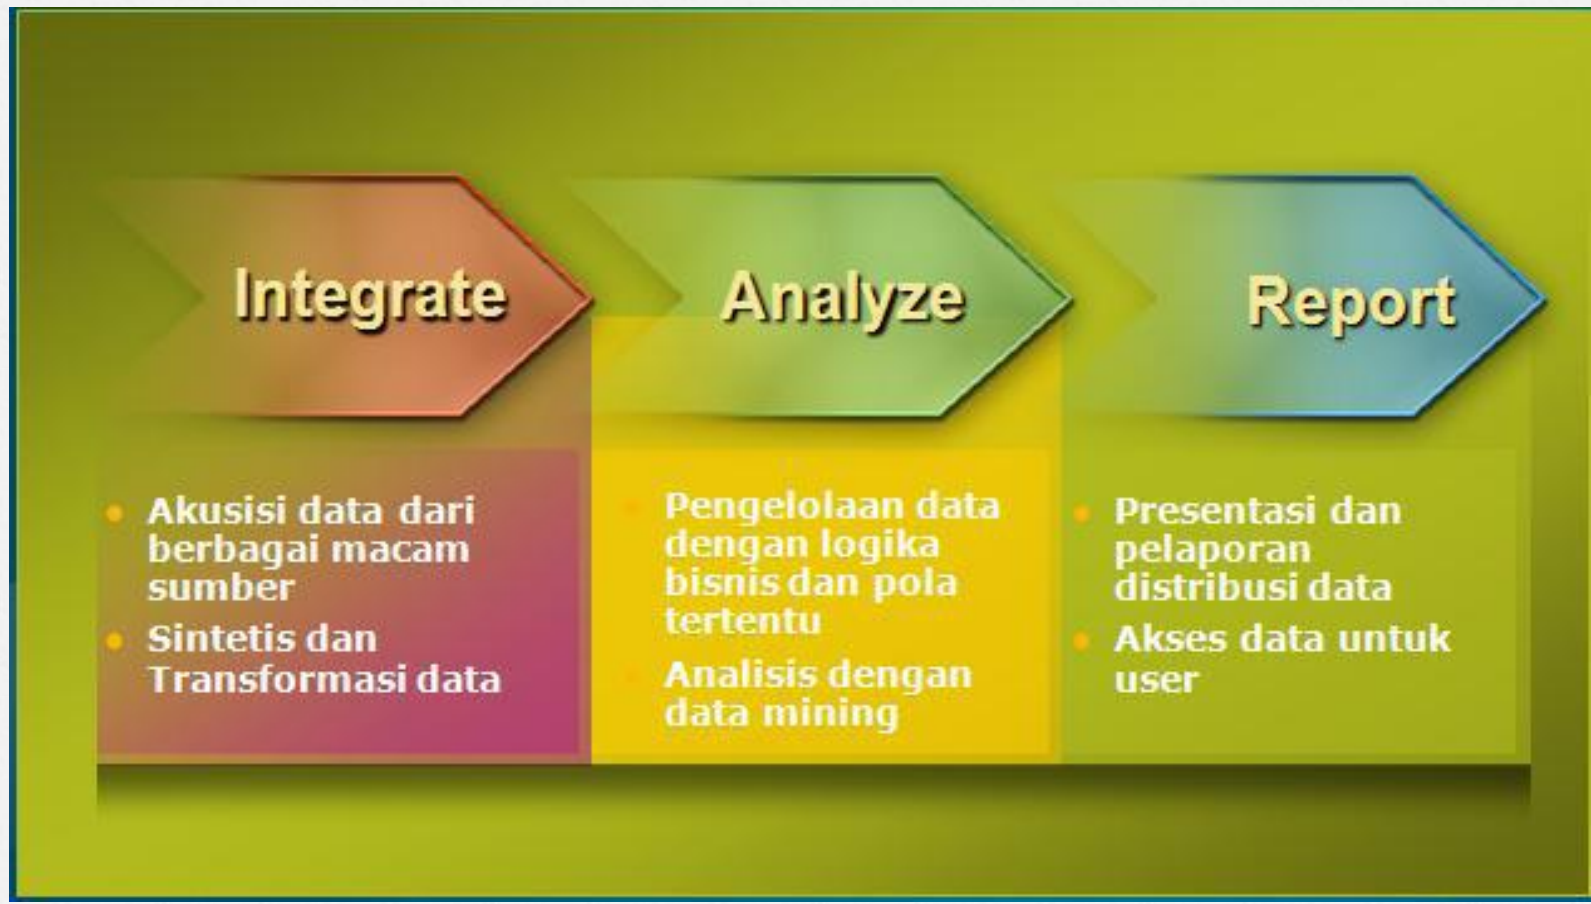 Integrate
Akusisi data dari
berbagai macam
sumber
Sintetis dan
Transformasi data
Analyze
Pengelolaan data
dengan logika
bisnis dan pola
tertentu
Analisis dengan
data mining
Report
Presentasi dan
pelaporan
distribusi data
Akses data untuk
user